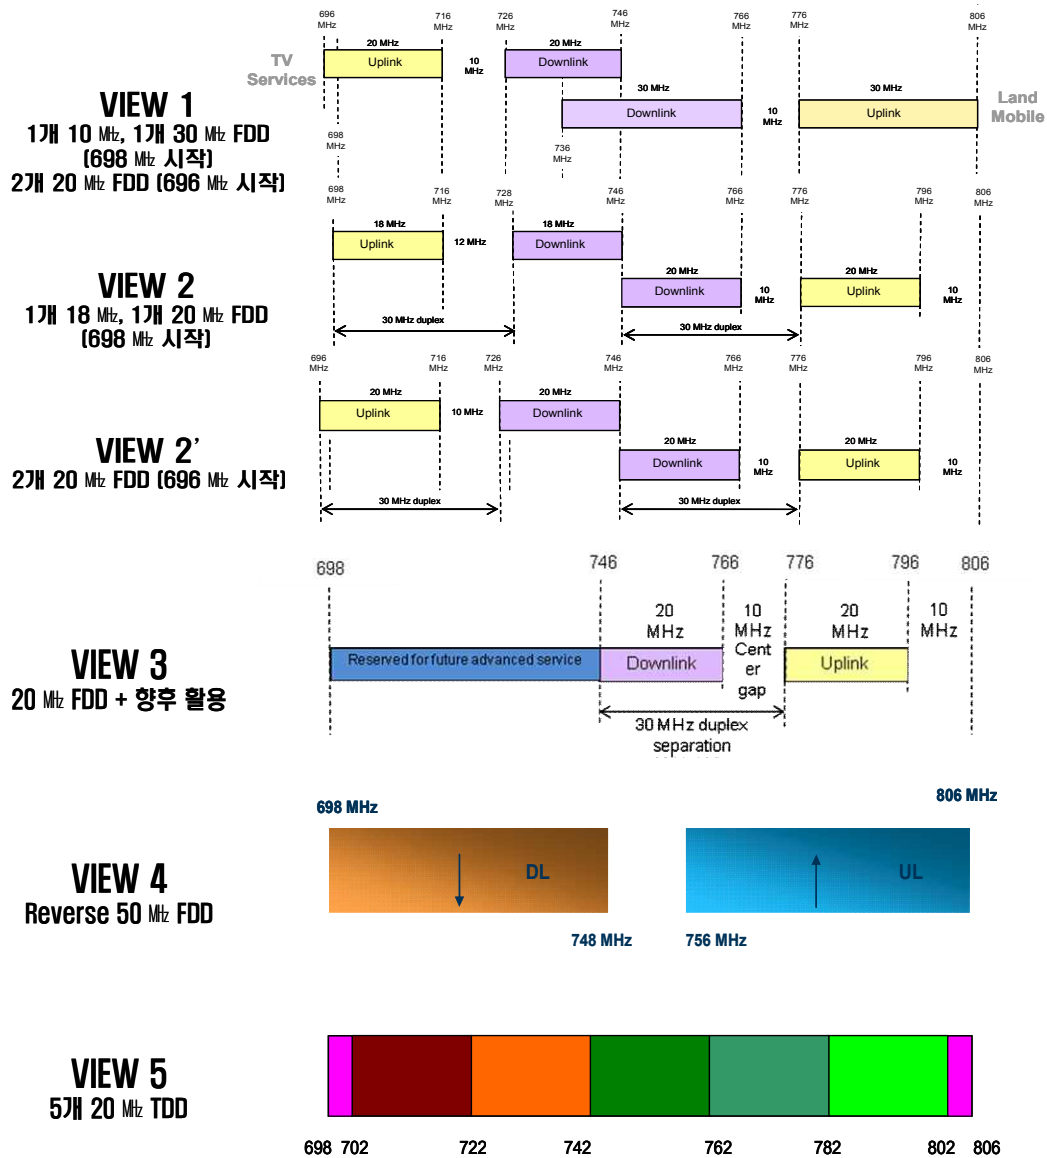 696 MHz
716 MHz
726 MHz
746 MHz
766 MHz
776 MHz
806 MHz
TV Services
20 MHz
Uplink
10 MHz
20 MHz
Downlink
30 MHz
Downlink
10 MHz
30 MHz
Uplink
Land Mobile
VIEW 1
1개 10 ㎒, 1개 30 ㎒ FDD
(698 ㎒ 시작)
2개 20 ㎒ FDD (696 ㎒ 시작)
698 MHz
736 MHz
698 MHz
716 MHz
728 MHz
746 MHz
766 MHz
776 MHz
796 MHz
806 MHz
18 MHz
Uplink
12 MHz
18 MHz
Downlink
20 MHz
Downlink
10 MHz
20 MHz
Uplink
10 MHz
VIEW 2
1개 18 ㎒, 1개 20 ㎒ FDD
(698 ㎒ 시작)
30 MHz duplex
30 MHz duplex
696 MHz
716 MHz
726 MHz
746 MHz
766 MHz
776 MHz
796 MHz
806 MHz
20 MHz
Uplink
10 MHz
20 MHz
Downlink
20 MHz
Downlink
10 MHz
20 MHz
Uplink
10 MHz
VIEW 2’
2개 20 ㎒ FDD (696 ㎒ 시작)
30 MHz duplex
30 MHz duplex
698
746
766
776
796
806
20 MHz
10 MHz
Cent
er
gap
20 MHz
10 MHz
Reserved for future advanced service
Downlink
Uplink
VIEW 3
20 ㎒ FDD + 향후 활용
30 MHz duplex
separation
698 MHz
806 MHz
DL
UL
VIEW 4
Reverse 50 ㎒ FDD
748 MHz
756 MHz
VIEW 5
5개 20 ㎒ TDD
698 702 722 742 762 782 802 806